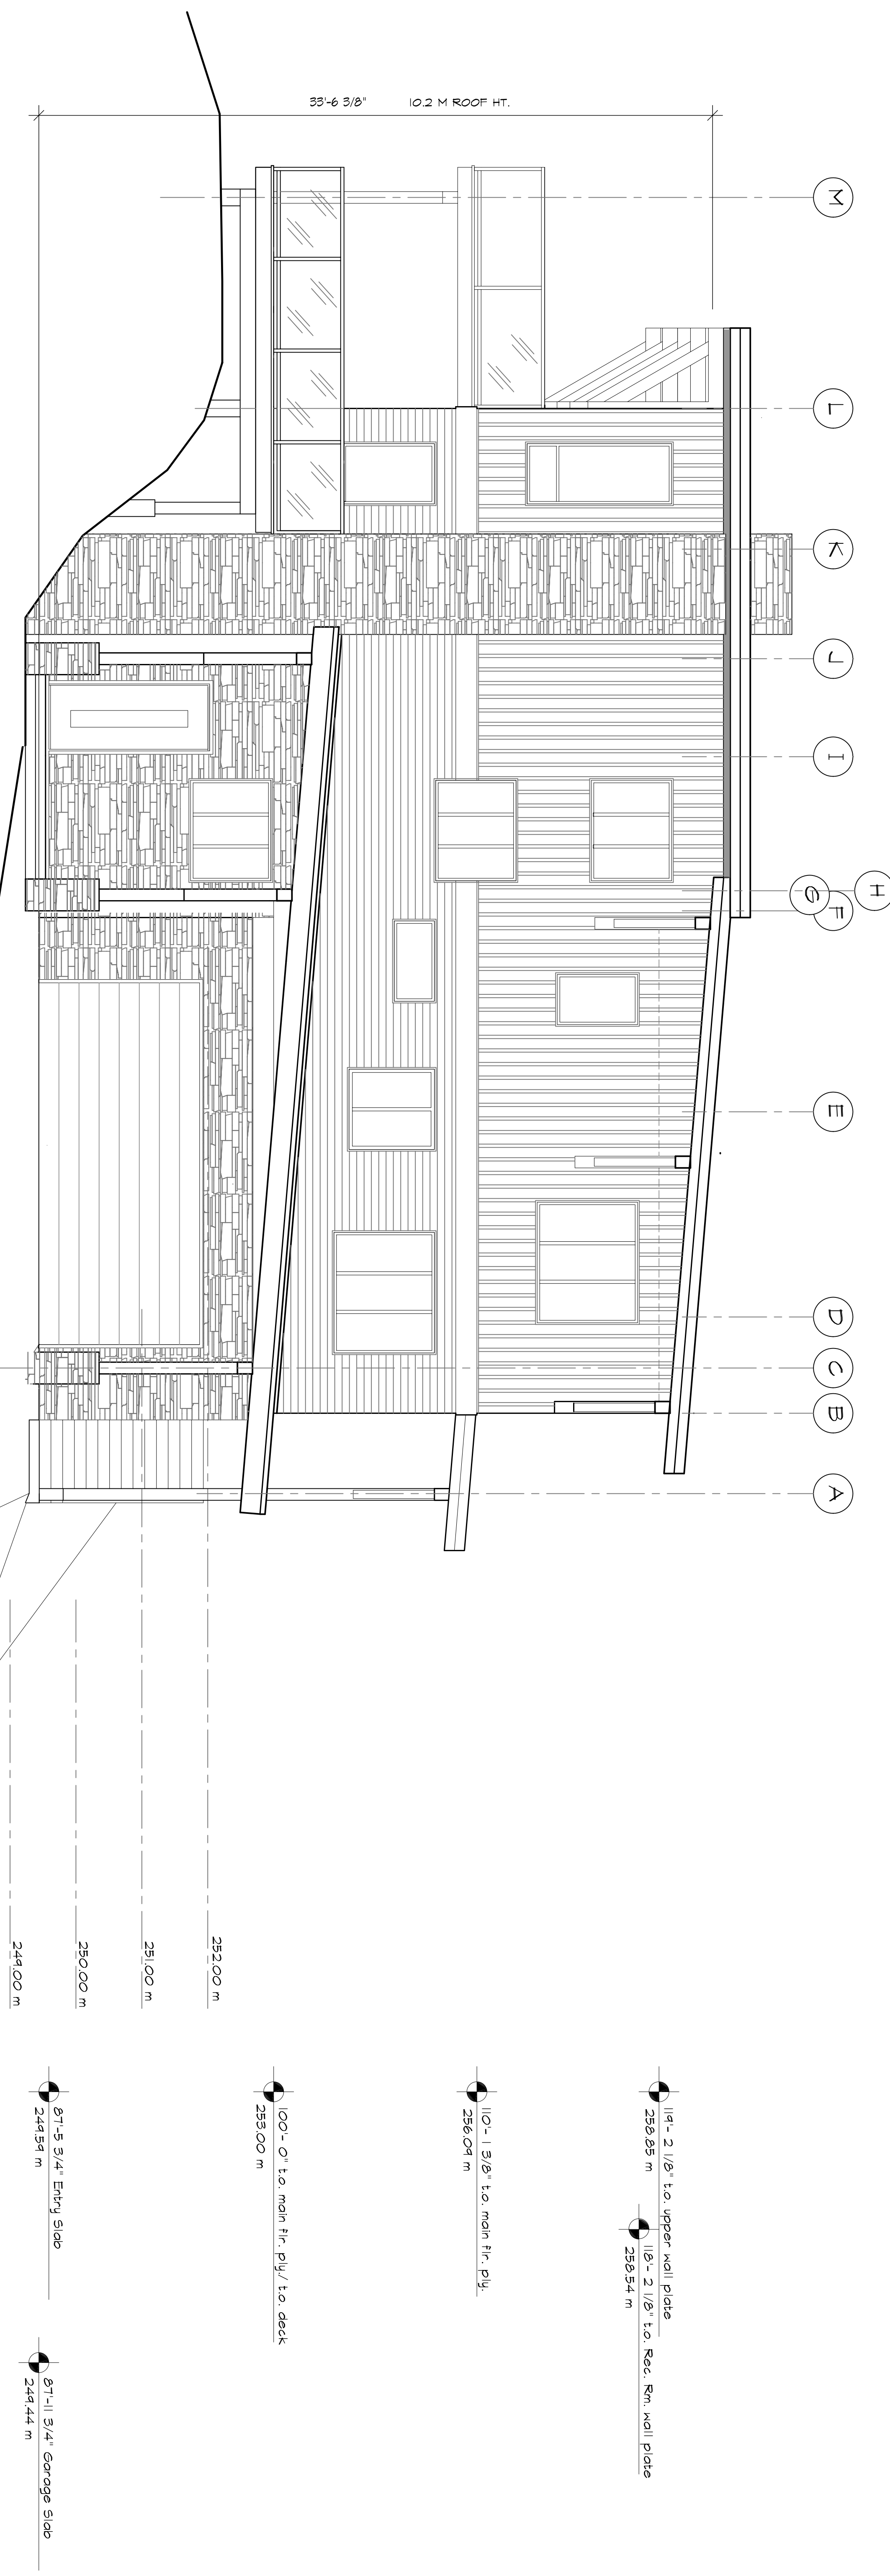 33'-6 3/8" 10.2 M ROOF HT.
M
L
K
J
I
H
G
F
E
D
C
B
A
252.00 m
251.00 m
250.00 m
249.00 m
119'- 2 1/8" t.o. upper wall plate
258.85 m
118'- 2 1/8" t.o. Rec. Rm. wall plate
258.54 m
110'- 1 3/8" t.o. main flr. ply.
256.09 m
100'- 0" t.o. main flr. ply./ t.o. deck
253.00 m
87'-5 3/4" Entry Slab
249.59 m
87'-11 3/4" Garage Slab
249.44 m